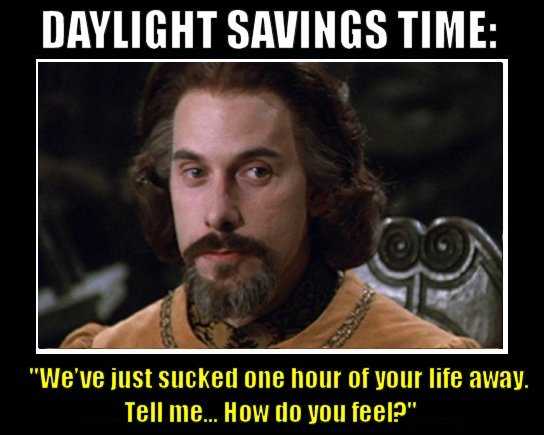 DAYLIGHT SAVINGS TIME:
"We’ve just sucked one hour of your life away.
Tell me... How do you feel?"